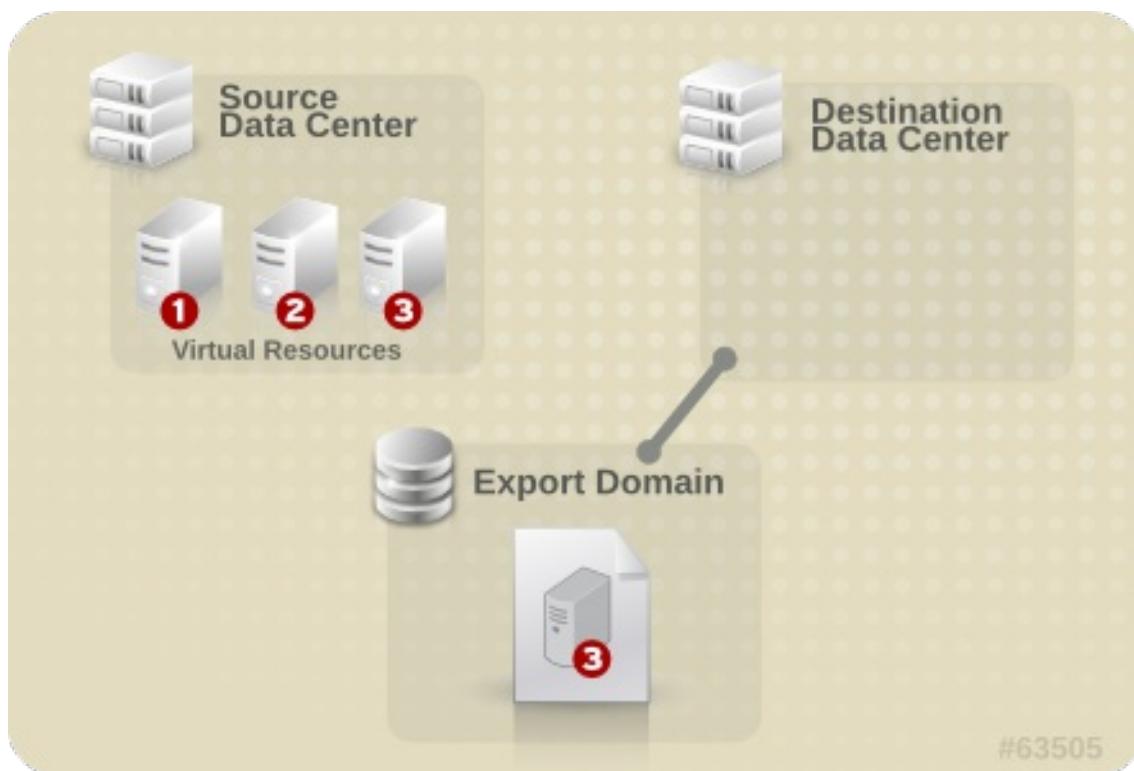 Source
Data Center
Destination
Data Center
1
2
3
Virtual Resources
Export Domain
3
#63505